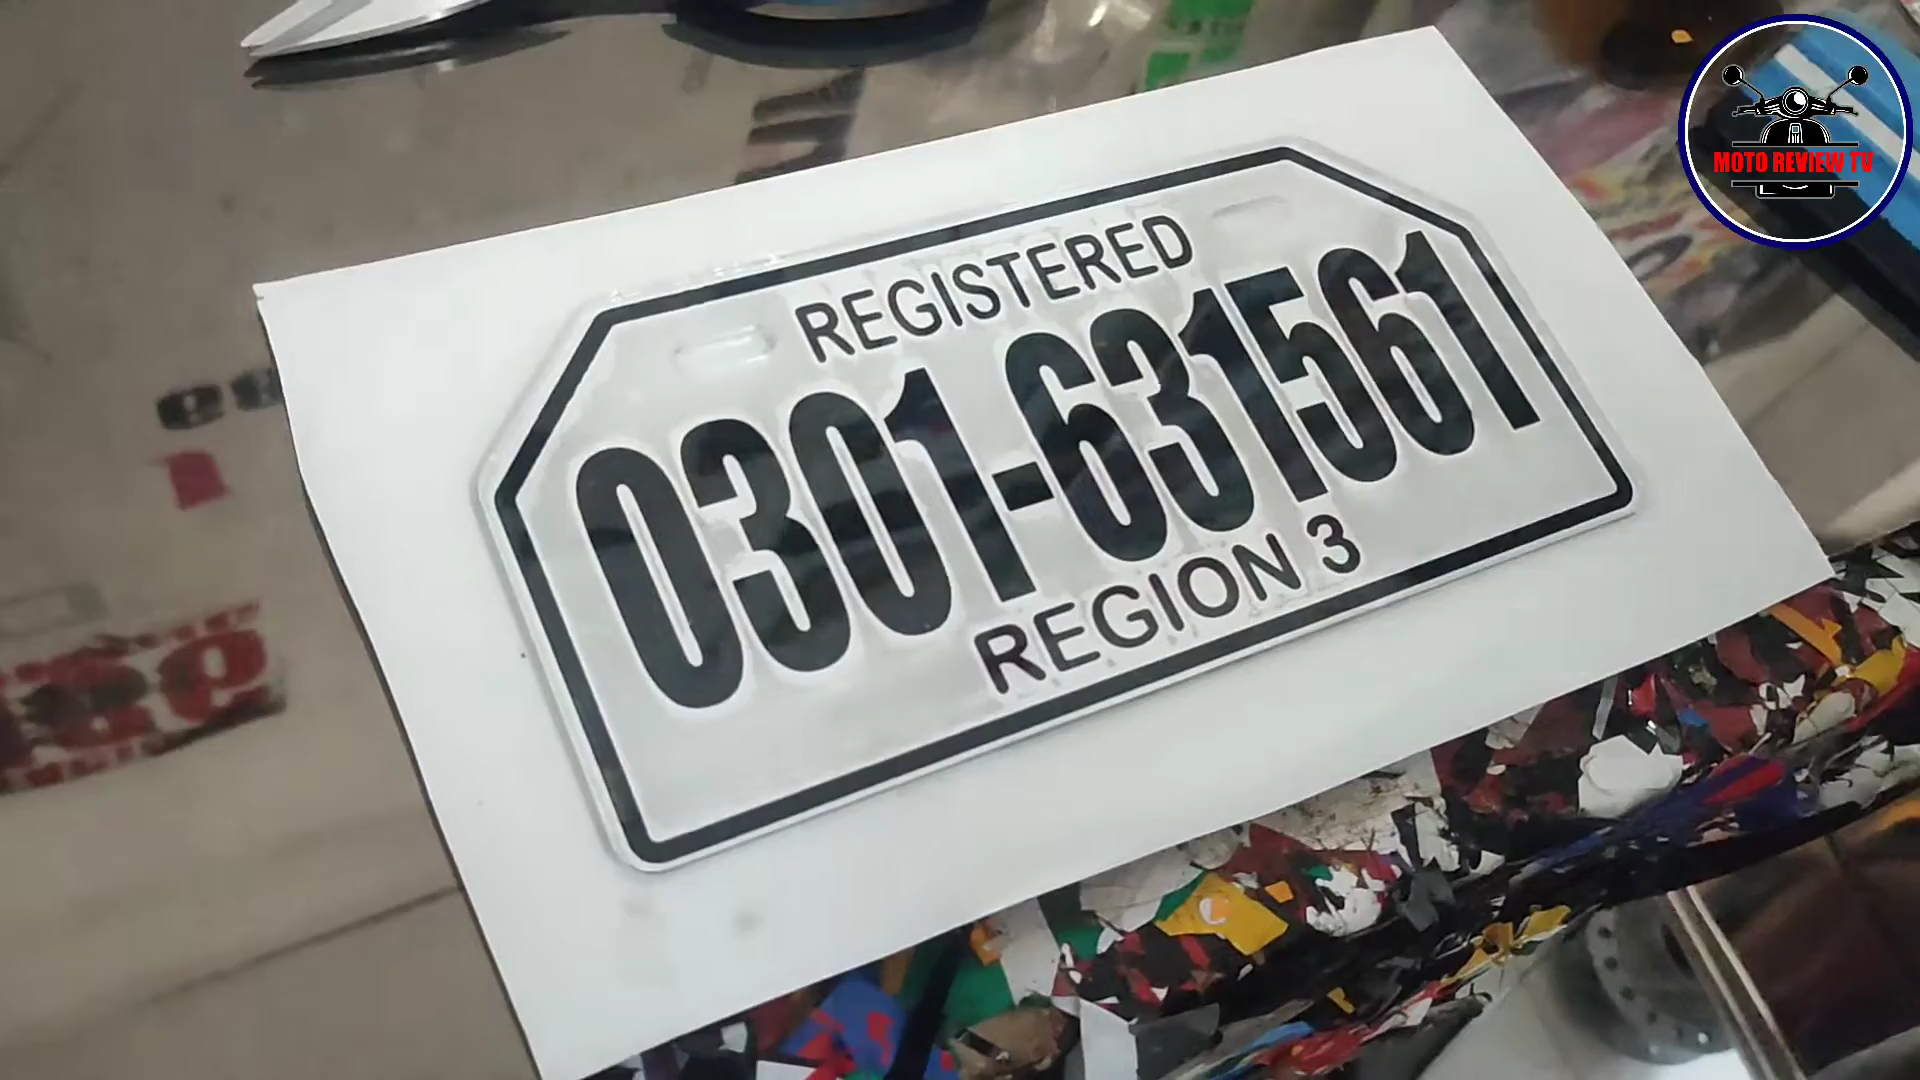 MOTO REVIEW TV
REGISTERED
0301-631561
REGION 3